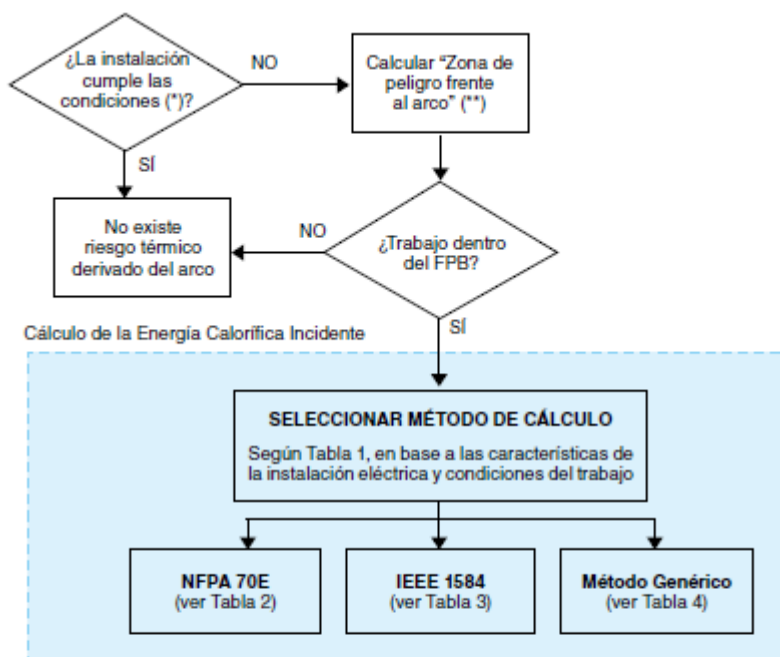 ¿La instalación
cumple las
condiciones (*)?
NO
Calcular “Zona de
peligro frente
al arco” (**)
SÍ
No existe
riesgo térmico
derivado del arco
NO
¿Trabajo dentro
del FPB?
SÍ
Cálculo de la Energía Calorífica Incidente
SELECCIONAR MÉTODO DE CÁLCULO
Según Tabla 1, en base a las características de
la instalación eléctrica y condiciones del trabajo
NFPA 70E
(ver Tabla 2)
IEEE 1584
(ver Tabla 3)
Método Genérico
(ver Tabla 4)